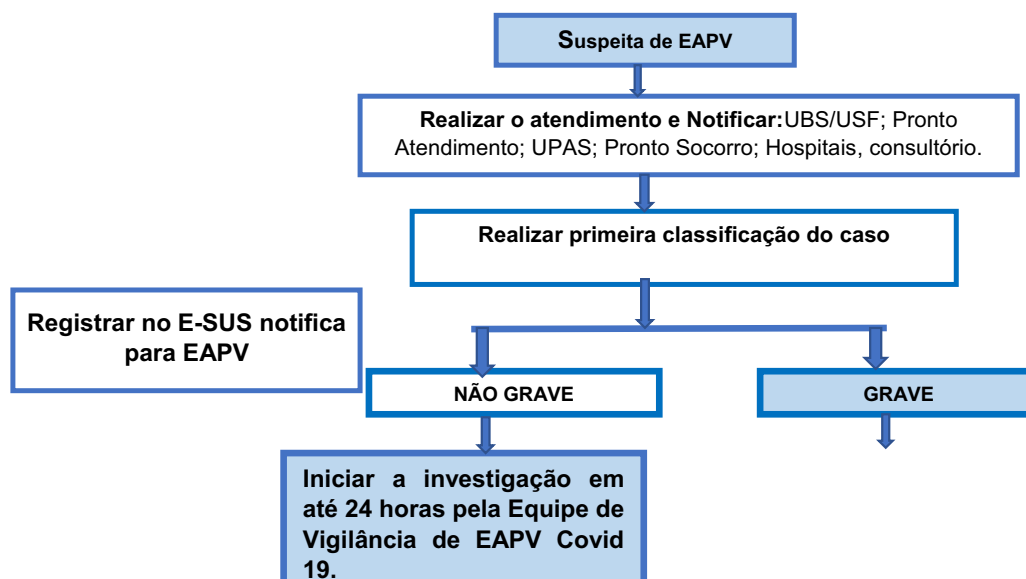 Suspeita de EAPV
Realizar o atendimento e Notificar:UBS/USF; Pronto
Atendimento; UPAS; Pronto Socorro; Hospitais, consultório.
Realizar primeira classificação do caso
Registrar no E-SUS notifica
para EAPV
NÃO GRAVE
GRAVE
Iniciar a investigação em
até 24 horas pela Equipe de
Vigilância de EAPV Covid
19.